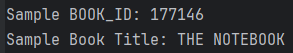 Sample BOOK_ID: 177146
Sample Book Title: THE NOTEBOOK